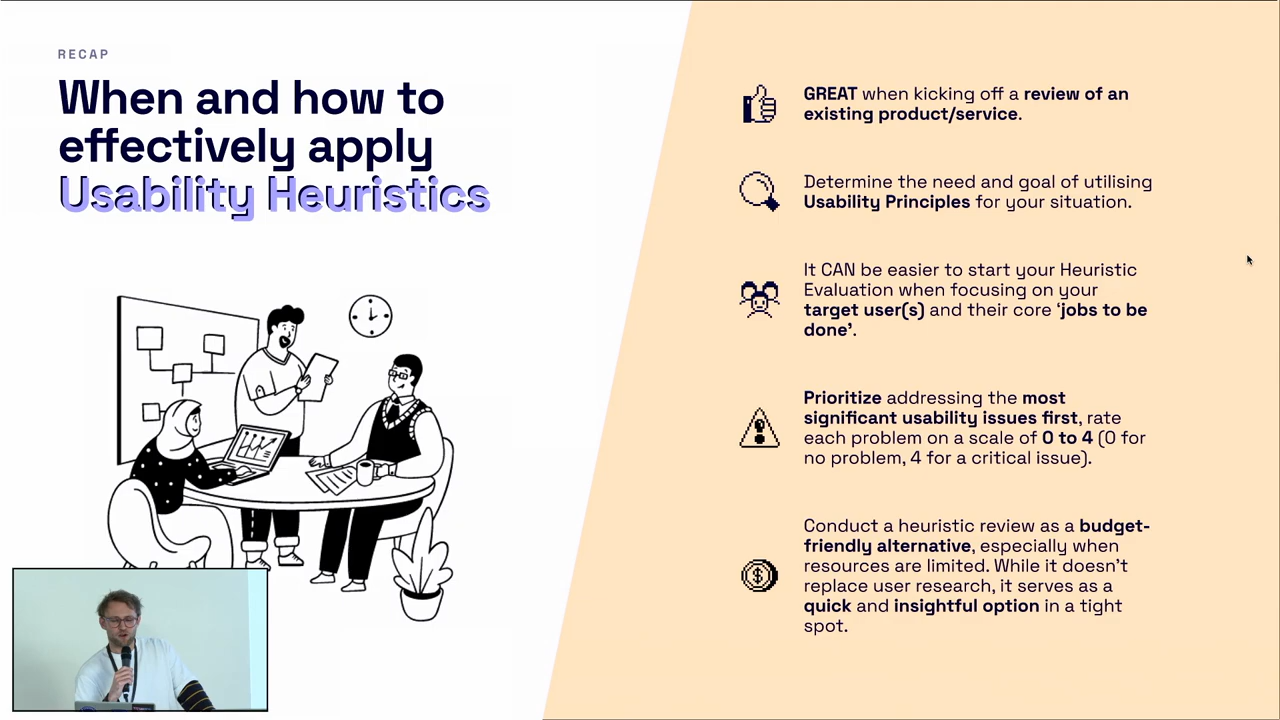 RECAP
When and how to
effectively apply
Usability Heuristics
GREAT when kicking off a review of an
existing product/service.
Determine the need and goal of utilising
Usability Principles for your situation.
It CAN be easier to start your Heuristic
Evaluation when focusing on your
target user(s) and their core ‘jobs to be
done’.
Prioritize addressing the most
significant usability issues first, rate
each problem on a scale of 0 to 4 (0 for
no problem, 4 for a critical issue).
Conduct a heuristic review as a budget-
friendly alternative, especially when
resources are limited. While it doesn’t
replace user research, it serves as a
quick and insightful option in a tight
spot.